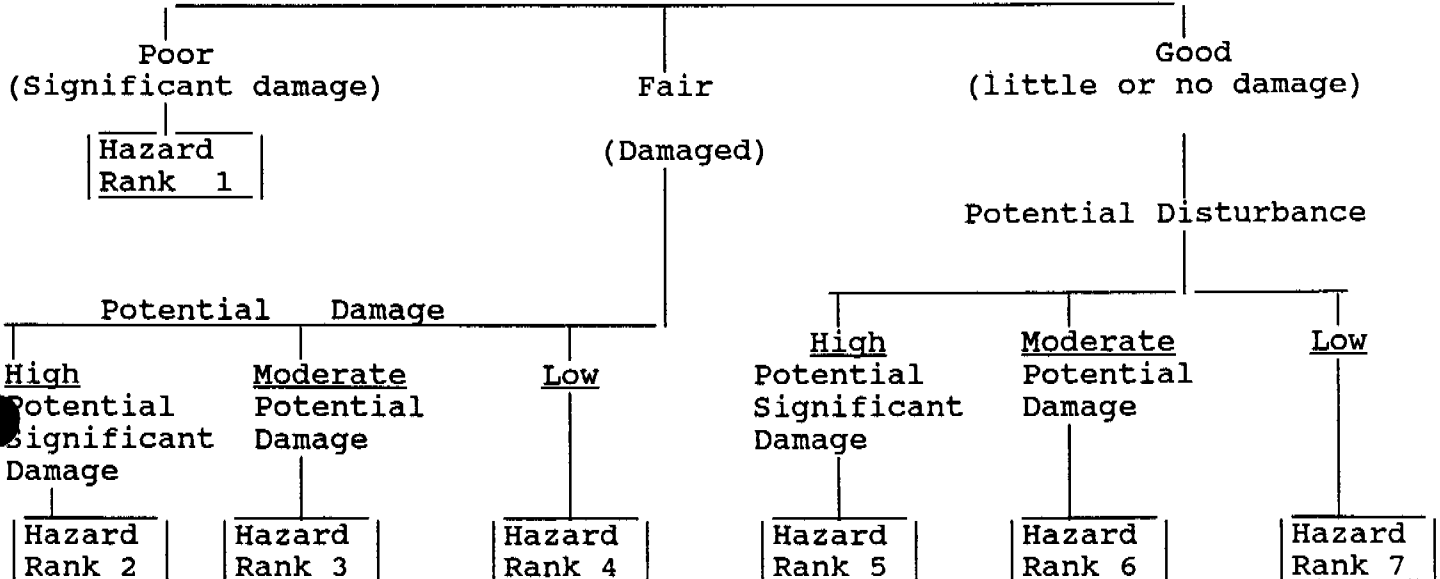 Poor
(Significant damage)
Hazard
Rank 1
Fair
(Damaged)
Good
(little or no damage)
Potential Disturbance
Potential Damage
High
Potential
Significant
Damage
Hazard
Rank 2
Moderate
Potential
Damage
Hazard
Rank 3
Low
Hazard
Rank 4
High
Potential
Significant
Damage
Hazard
Rank 5
Moderate
Potential
Damage
Hazard
Rank 6
Low
Hazard
Rank 7